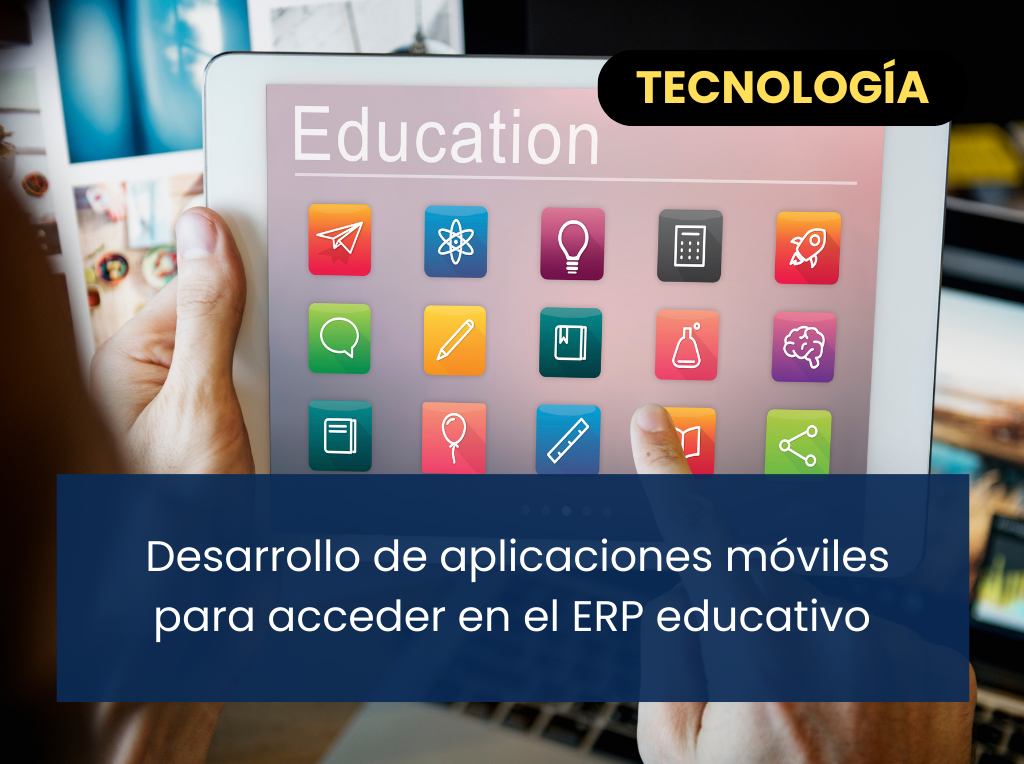 TECNOLOGÍA
Education
Desarrollo de aplicaciones móviles
para acceder en el ERP educativo